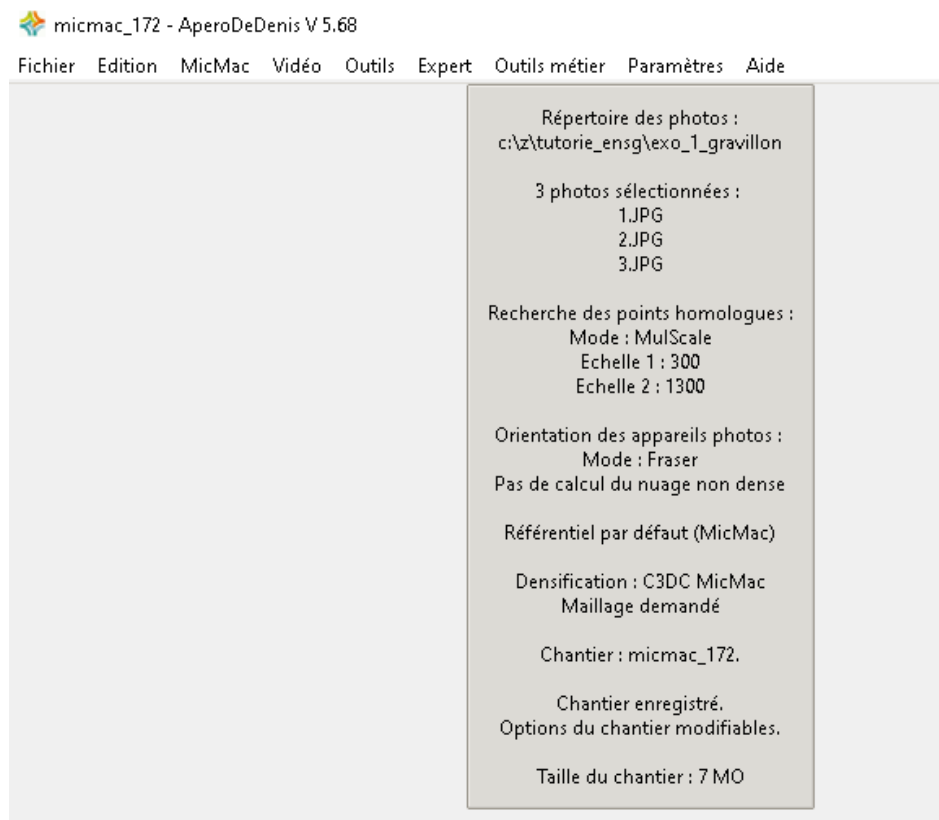 micmac_172 - AperoDeDenis V 5.68
Fichier Edition MicMac Vidéo Outils Expert Outils métier Paramètres Aide
Répertoire des photos :
c:\z\tutorie_ensg\exo_1_gravillon
3 photos sélectionnées :
1.JPG
2.JPG
3.JPG
Recherche des points homologues :
Mode : MulScale
Echelle 1 : 300
Echelle 2 : 1300
Orientation des appareils photos :
Mode : Fraser
Pas de calcul du nuage non dense
Référentiel par défaut (MicMac)
Densification : C3DC MicMac
Maillage demandé
Chantier : micmac_172.
Chantier enregistré.
Options du chantier modifiables.
Taille du chantier : 7 MO